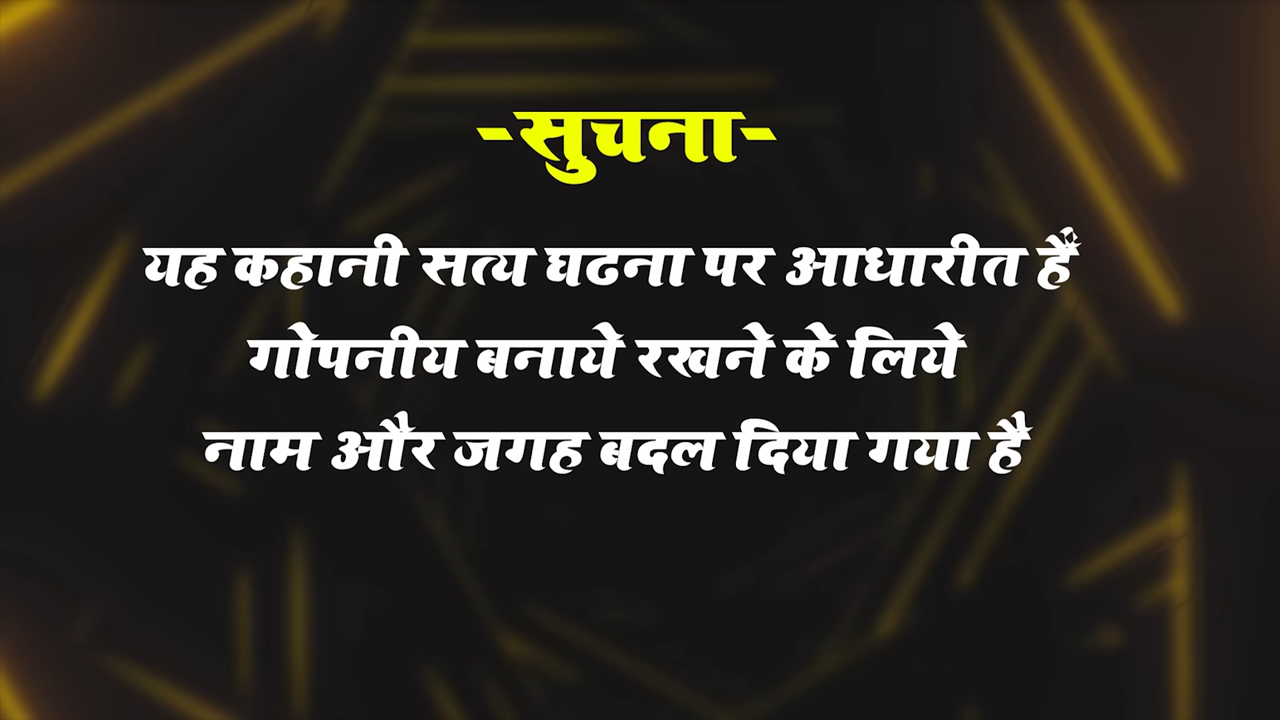 -सुचना-
यह कहानी सत्य घढना पर आधारीत हैं
गोपनीय बनाये रखने के लिये
नाम और जगह बदल दिया गया है